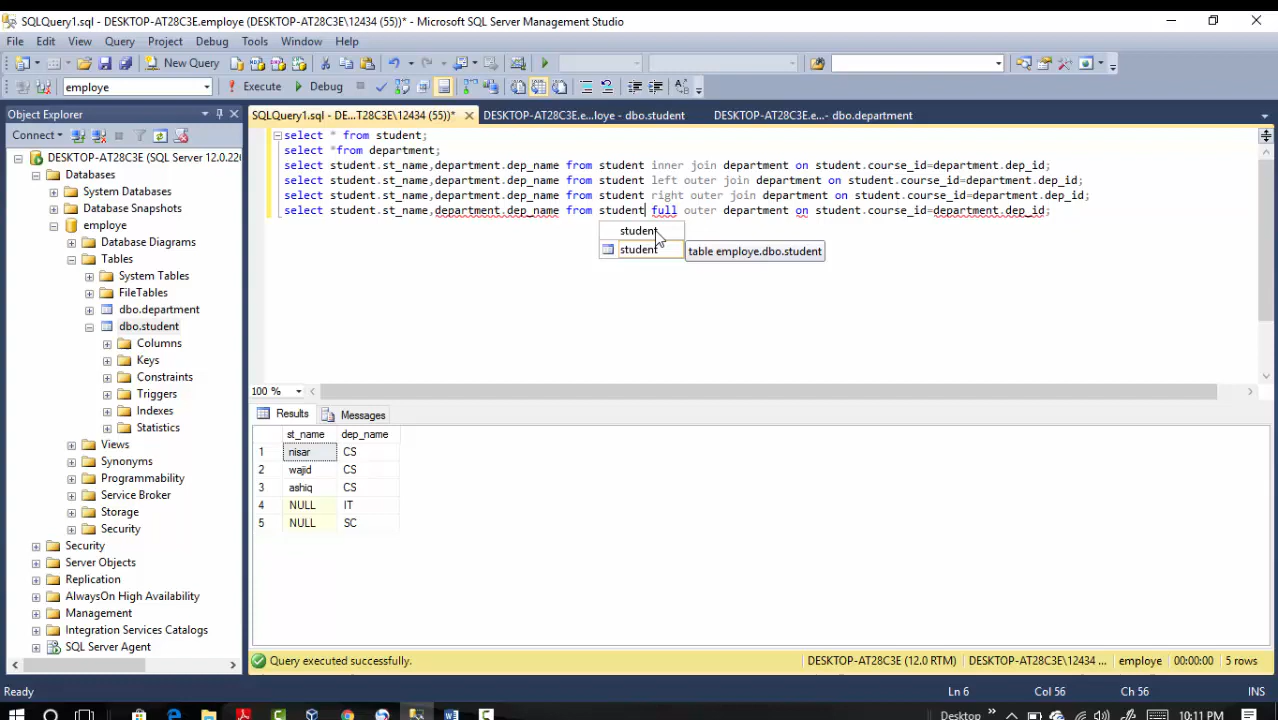 SQLQuery1.sql - DESKTOP-AT28C3E.employe (DESKTOP-AT28C3E\12434 (55))* - Microsoft SQL Server Management Studio
File Edit View Query Project Debug Tools Window Help
New Query
employe Execute Debug
Object Explorer
SQLQuery1.sql - DE...T28C3E\12434 (55))* DESKTOP-AT28C3E.e...loye - dbo.student DESKTOP-AT28C3E.e...- dbo.department
Connect
DESKTOP-AT28C3E (SQL Server 12.0.226
Databases
System Databases
Database Snapshots
employe
Database Diagrams
Tables
System Tables
FileTables
dbo.department
dbo.student
Columns
Keys
Constraints
Triggers
Indexes
Statistics
Views
Synonyms
Programmability
Service Broker
Storage
Security
Security
Server Objects
Replication
AlwaysOn High Availability
Management
Integration Services Catalogs
SQL Server Agent
select * from student;
select *from department;
select student.st_name,department.dep_name from student inner join department on student.course_id=department.dep_id;
select student.st_name,department.dep_name from student left outer join department on student.course_id=department.dep_id;
select student.st_name,department.dep_name from student right outer join department on student.course_id=department.dep_id;
select student.st_name,department.dep_name from student full outer department on student.course_id=department.dep_id;
student
student
table employe.dbo.student
100 %
Results Messages
st_name dep_name
1 nisar CS
2 wajid CS
3 ashiq CS
4 NULL IT
5 NULL SC
Query executed successfully. DESKTOP-AT28C3E (12.0 RTM) DESKTOP-AT28C3E\12434 ... employe 00:00:00 5 rows
Ready Ln 6 Col 56 Ch 56 INS
Desktop 10:11 PM